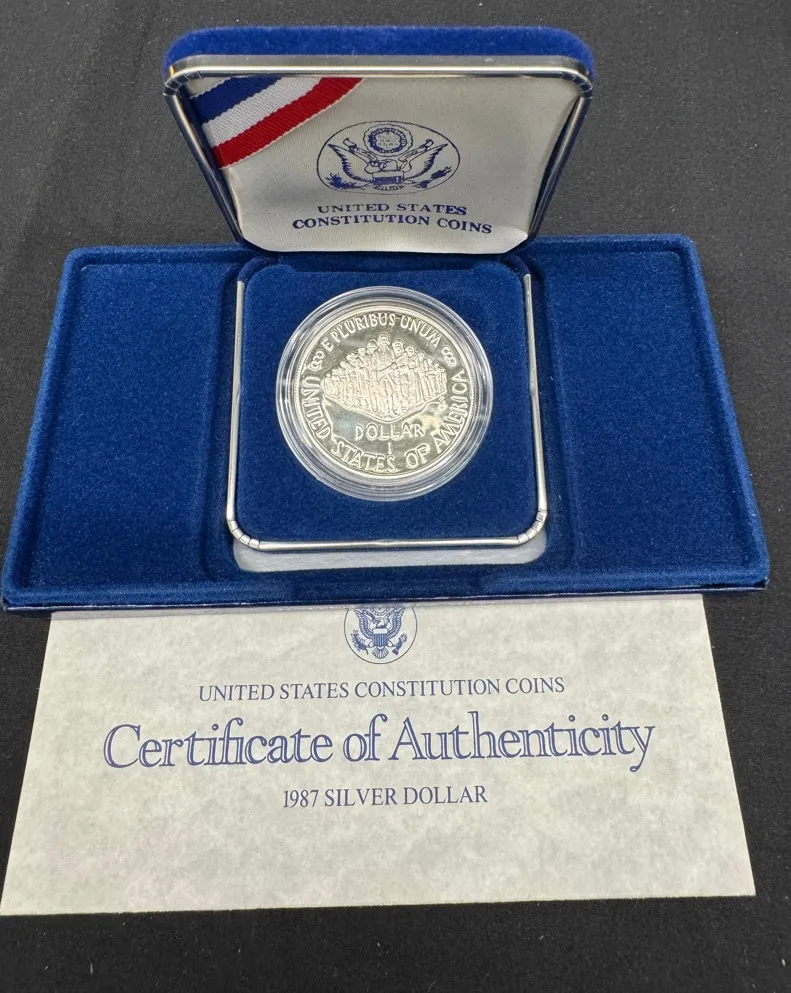 UNITED STATES
CONSTITUTION COINS
E PLURIBUS UNUM
DOLLAR
1
UNITED STATES OF AMERICA
UNITED STATES CONSTITUTION COINS
Certificate of Authenticity
1987 SILVER DOLLAR